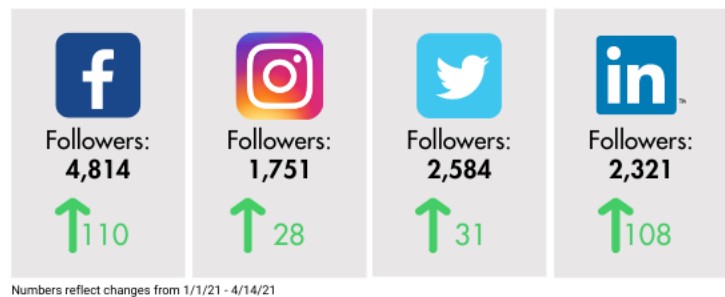 f
in
TM
Followers:
4,814
110
Followers:
1,751
28
Followers:
2,584
31
Followers:
2,321
108
Numbers reflect changes from 1/1/21 - 4/14/21